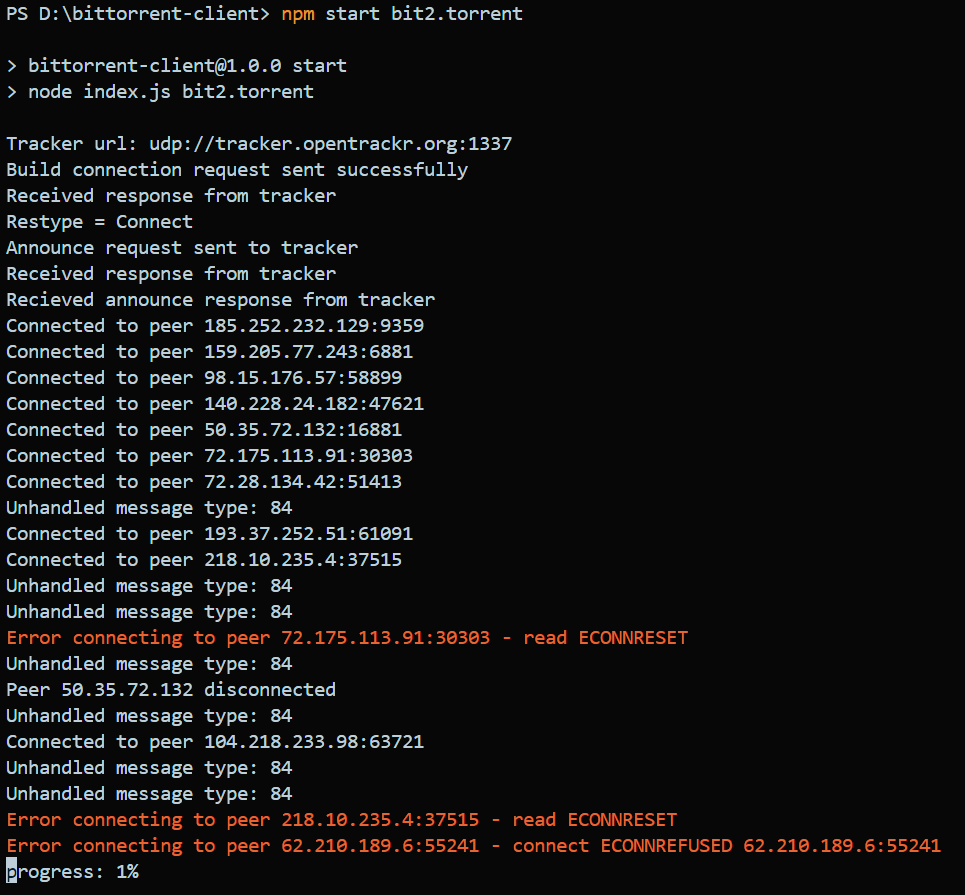 PS D:\bittorrent-client> npm start bit2.torrent
> bittorrent-client@1.0.0 start
> node index.js bit2.torrent
Tracker url: udp://tracker.opentrackr.org:1337
Build connection request sent successfully
Received response from tracker
Restype = Connect
Announce request sent to tracker
Received response from tracker
Recieved announce response from tracker
Connected to peer 185.252.232.129:9359
Connected to peer 159.205.77.243:6881
Connected to peer 98.15.176.57:58899
Connected to peer 140.228.24.182:47621
Connected to peer 50.35.72.132:16881
Connected to peer 72.175.113.91:30303
Connected to peer 72.28.134.42:51413
Unhandled message type: 84
Connected to peer 193.37.252.51:61091
Connected to peer 218.10.235.4:37515
Unhandled message type: 84
Unhandled message type: 84
Error connecting to peer 72.175.113.91:30303 - read ECONNRESET
Unhandled message type: 84
Peer 50.35.72.132 disconnected
Unhandled message type: 84
Connected to peer 104.218.233.98:63721
Unhandled message type: 84
Unhandled message type: 84
Error connecting to peer 218.10.235.4:37515 - read ECONNRESET
Error connecting to peer 62.210.189.6:55241 - connect ECONNREFUSED 62.210.189.6:55241
progress: 1%